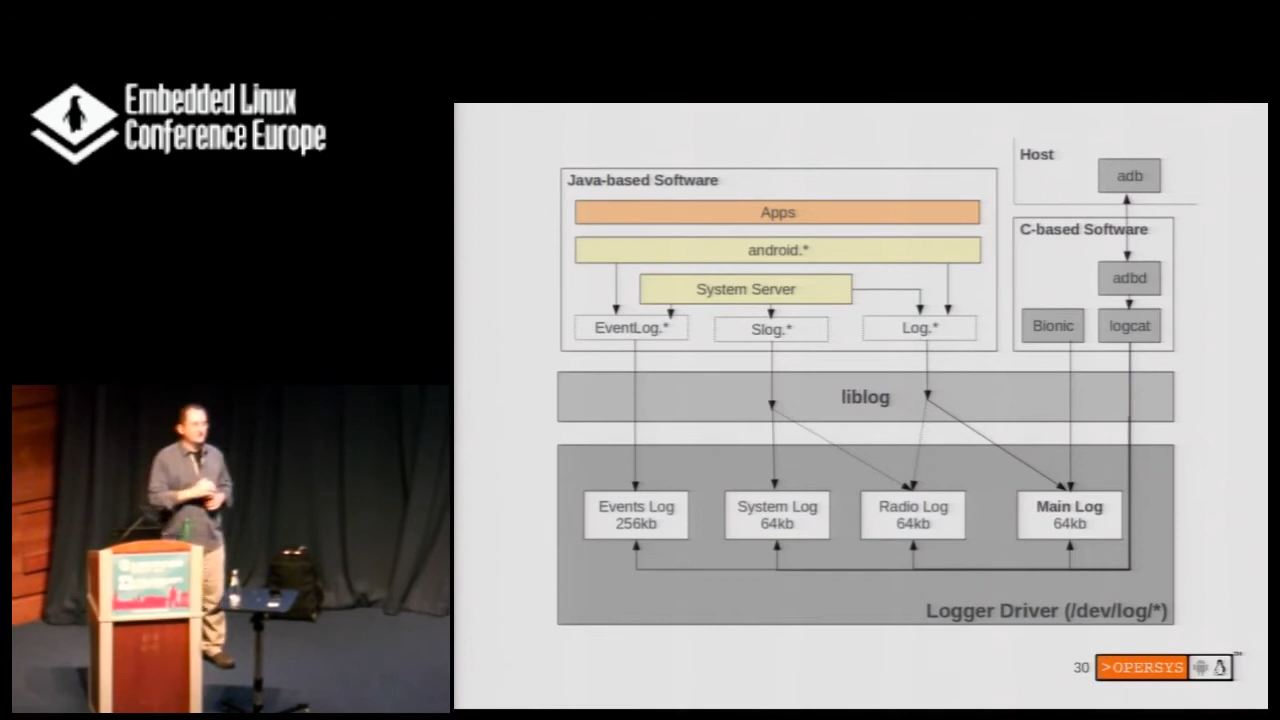 Embedded Linux
Conference Europe
Host
adb
Java-based Software
Apps
C-based Software
android.*
adbd
System Server
EventLog.*
Slog.*
Log.*
Bionic
logcat
liblog
Events Log
256kb
System Log
64kb
Radio Log
64kb
Main Log
64kb
Logger Driver (/dev/log/*)
30
>OPERSYS
TM